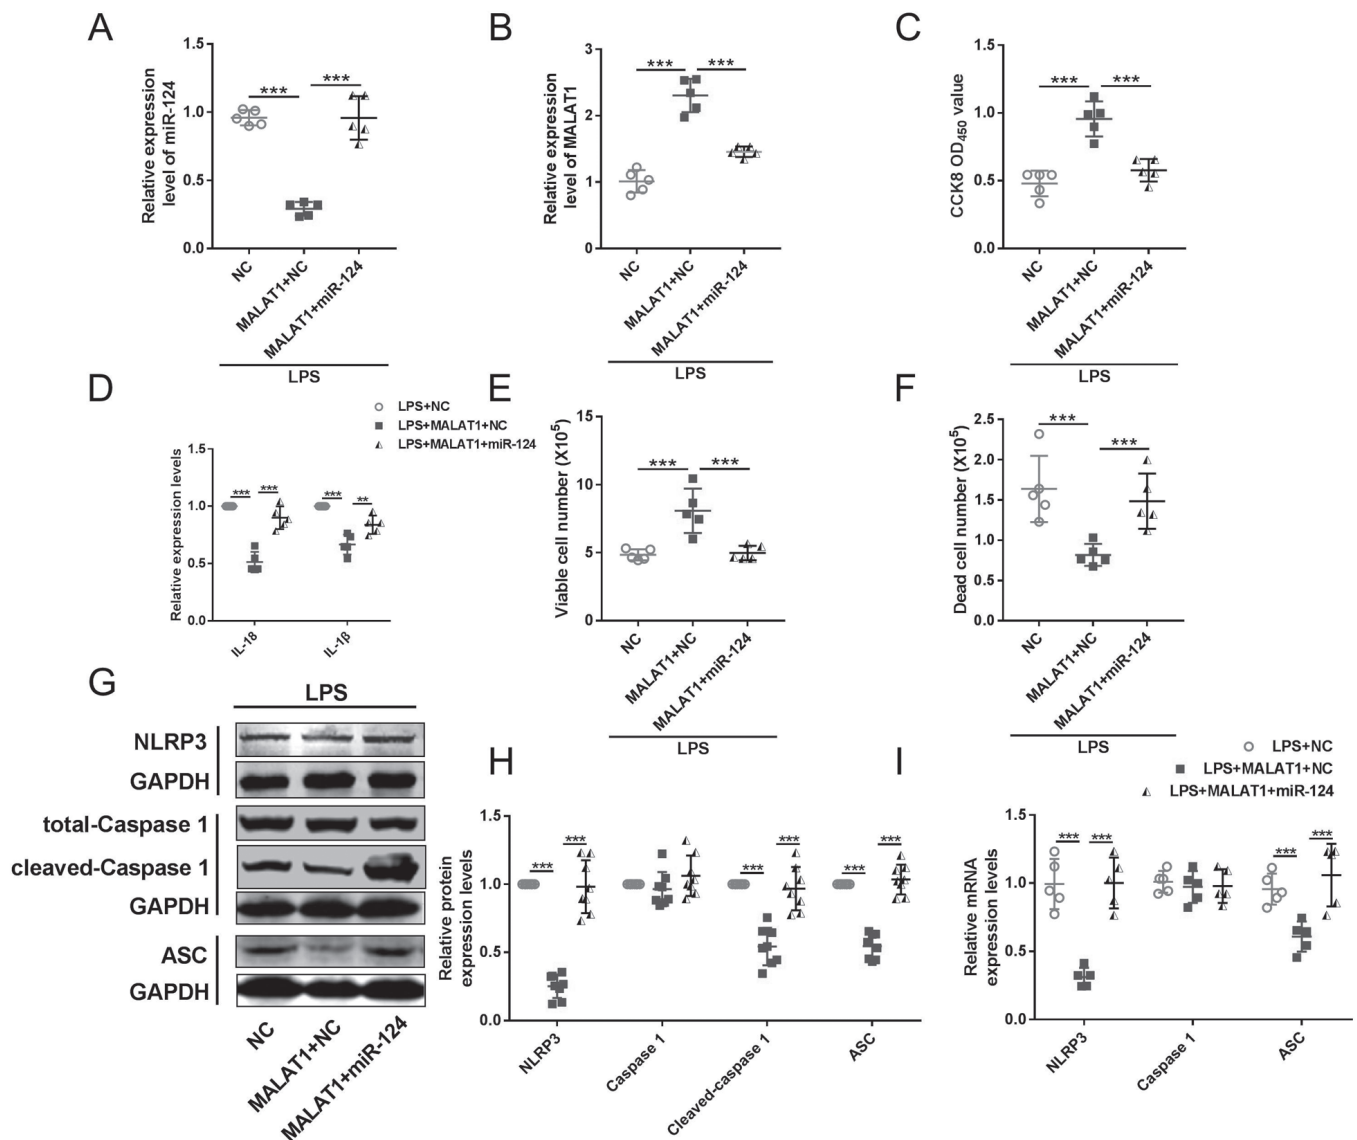 A
Relative expression
level of miR-124
1.5
1.0
0.5
0.0
***
***
NC
MALAT1+NC
MALAT1+miR-124
LPS
B
Relative expression
level of MALAT1
3
2
1
0
***
***
NC
MALAT1+NC
MALAT1+miR-124
LPS
C
CCK8 OD450 value
1.5
1.0
0.5
0.0
***
***
NC
MALAT1+NC
MALAT1+miR-124
LPS
D
LPS+NC
LPS+MALAT1+NC
LPS+MALAT1+miR-124
Relative expression levels
1.5
1.0
0.5
0.0
***
***
***
**
IL-18
IL-1β
E
Viable cell number (X10^5)
15
10
5
0
***
***
NC
MALAT1+NC
MALAT1+miR-124
LPS
F
Dead cell number (X10^5)
2.5
2.0
1.5
1.0
0.5
0.0
***
***
NC
MALAT1+NC
MALAT1+miR-124
LPS
G
LPS
NLRP3
GAPDH
total-Caspase 1
cleaved-Caspase 1
GAPDH
ASC
GAPDH
NC
MALAT1+NC
MALAT1+miR-124
H
Relative protein
expression levels
1.5
1.0
0.5
0.0
***
***
***
***
***
***
NLRP3
Caspase 1
Cleaved-caspase 1
ASC
I
LPS+NC
LPS+MALAT1+NC
LPS+MALAT1+miR-124
Relative mRNA
expression levels
1.5
1.0
0.5
0.0
***
***
***
***
NLRP3
Caspase 1
ASC